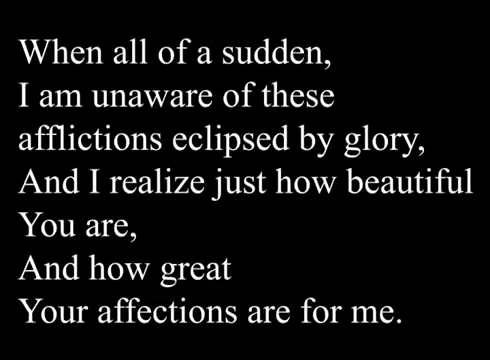 When all of a sudden,
I am unaware of these
afflictions eclipsed by glory,
And I realize just how beautiful
You are,
And how great
Your affections are for me.